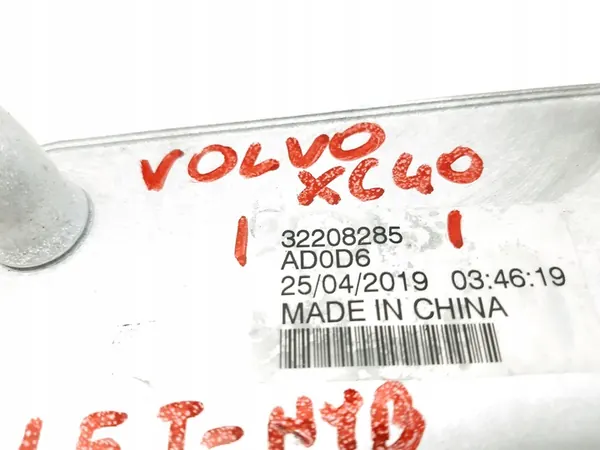 VOLVO
XC40
32208285
AD0D6
25/04/2019 03:46:19
MADE IN CHINA